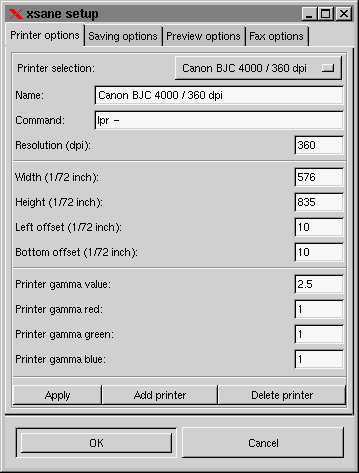 xsane setup
Printer options Saving options Preview options Fax options
Printer selection: Canon BJC 4000 / 360 dpi
Name: Canon BJC 4000 / 360 dpi
Command: lpr -
Resolution (dpi): 360
Width (1/72 inch): 576
Height (1/72 inch): 835
Left offset (1/72 inch): 10
Bottom offset (1/72 inch): 10
Printer gamma value: 2.5
Printer gamma red: 1
Printer gamma green: 1
Printer gamma blue: 1
Apply Add printer Delete printer
OK Cancel